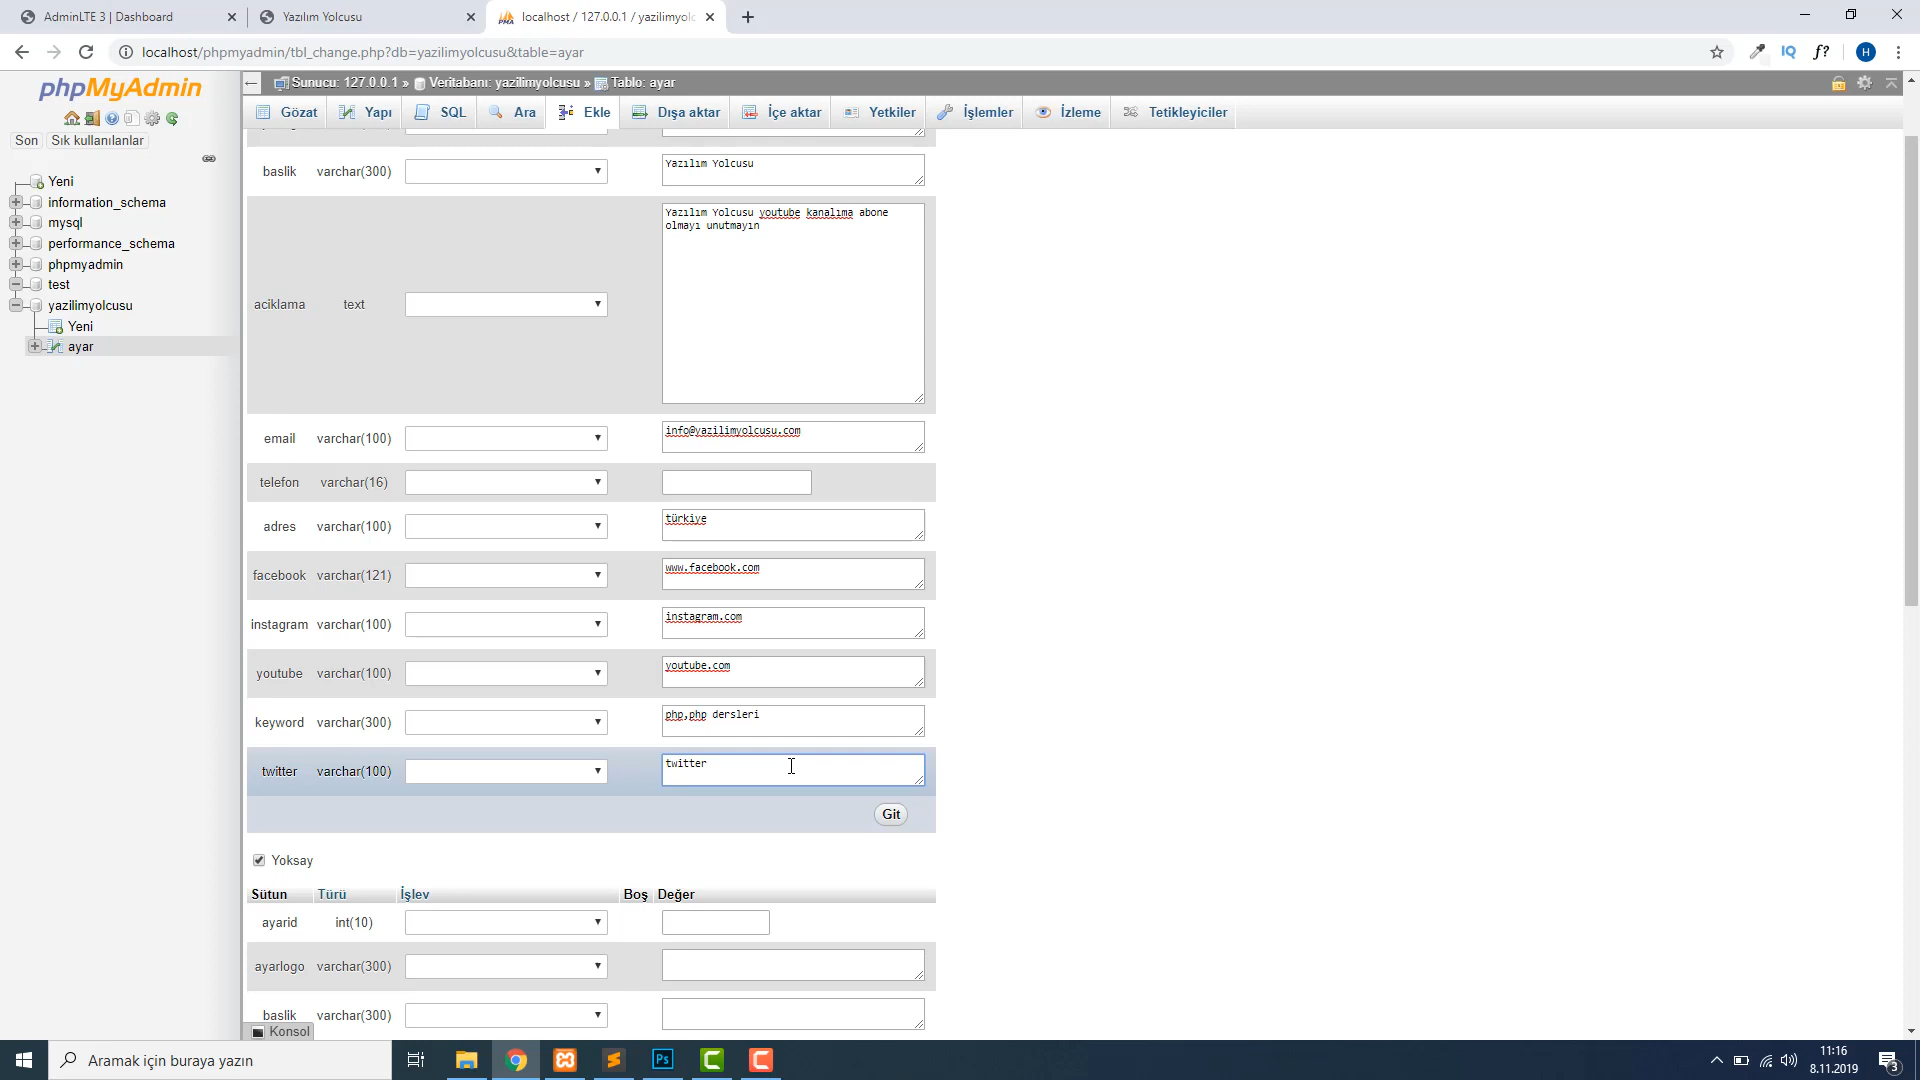 AdminLTE 3 | Dashboard
Yazılım Yolcusu
localhost / 127.0.0.1 / yazilimyolc
localhost/phpmyadmin/tbl_change.php?db=yazilimyolcusu&table=ayar
IQ
f?
H
phpMyAdmin
Son
Sık kullanılanlar
Yeni
information_schema
mysql
performance_schema
phpmyadmin
test
yazilimyolcusu
Yeni
ayar
Sunucu: 127.0.0.1 » Veritabanı: yazilimyolcusu » Tablo: ayar
Gözat
Yapı
SQL
Ara
Ekle
Dışa aktar
İçe aktar
Yetkiler
İşlemler
İzleme
Tetikleyiciler
baslik varchar(300) Yazılım Yolcusu
aciklama text Yazılım Yolcusu youtube kanalıma abone
olmayı unutmayın
email varchar(100) info@yazilimyolcusu.com
telefon varchar(16)
adres varchar(100) türkiye
facebook varchar(121) www.facebook.com
instagram varchar(100) instagram.com
youtube varchar(100) youtube.com
keyword varchar(300) php,php dersleri
twitter varchar(100) twitter
Git
Yoksay
Sütun Türü İşlev Boş Değer
ayarid int(10)
ayarlogo varchar(300)
baslik varchar(300)
Konsol
Aramak için buraya yazın
Ps
11:16
8.11.2019
3